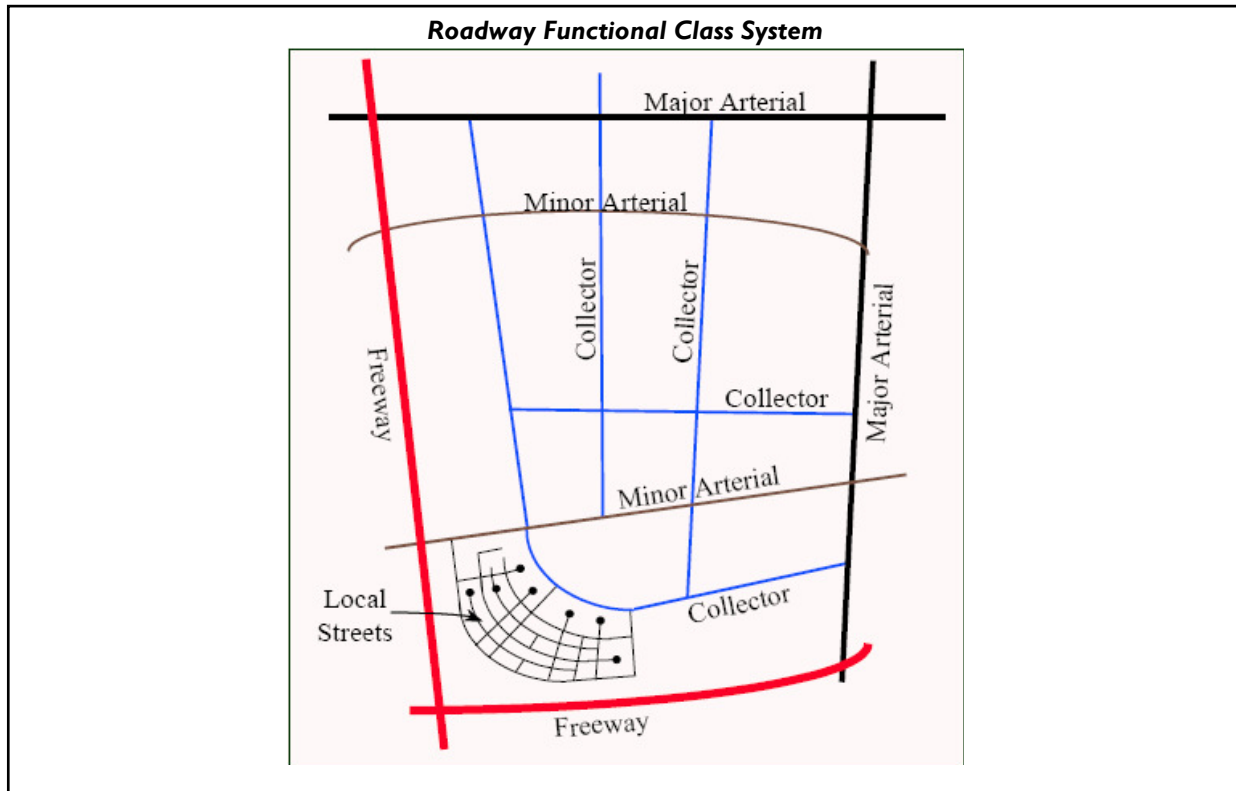 Roadway Functional Class System
Major Arterial
Minor Arterial
Collector
Collector
Freeway
Major Arterial
Collector
Minor Arterial
Local
Streets
Collector
Freeway